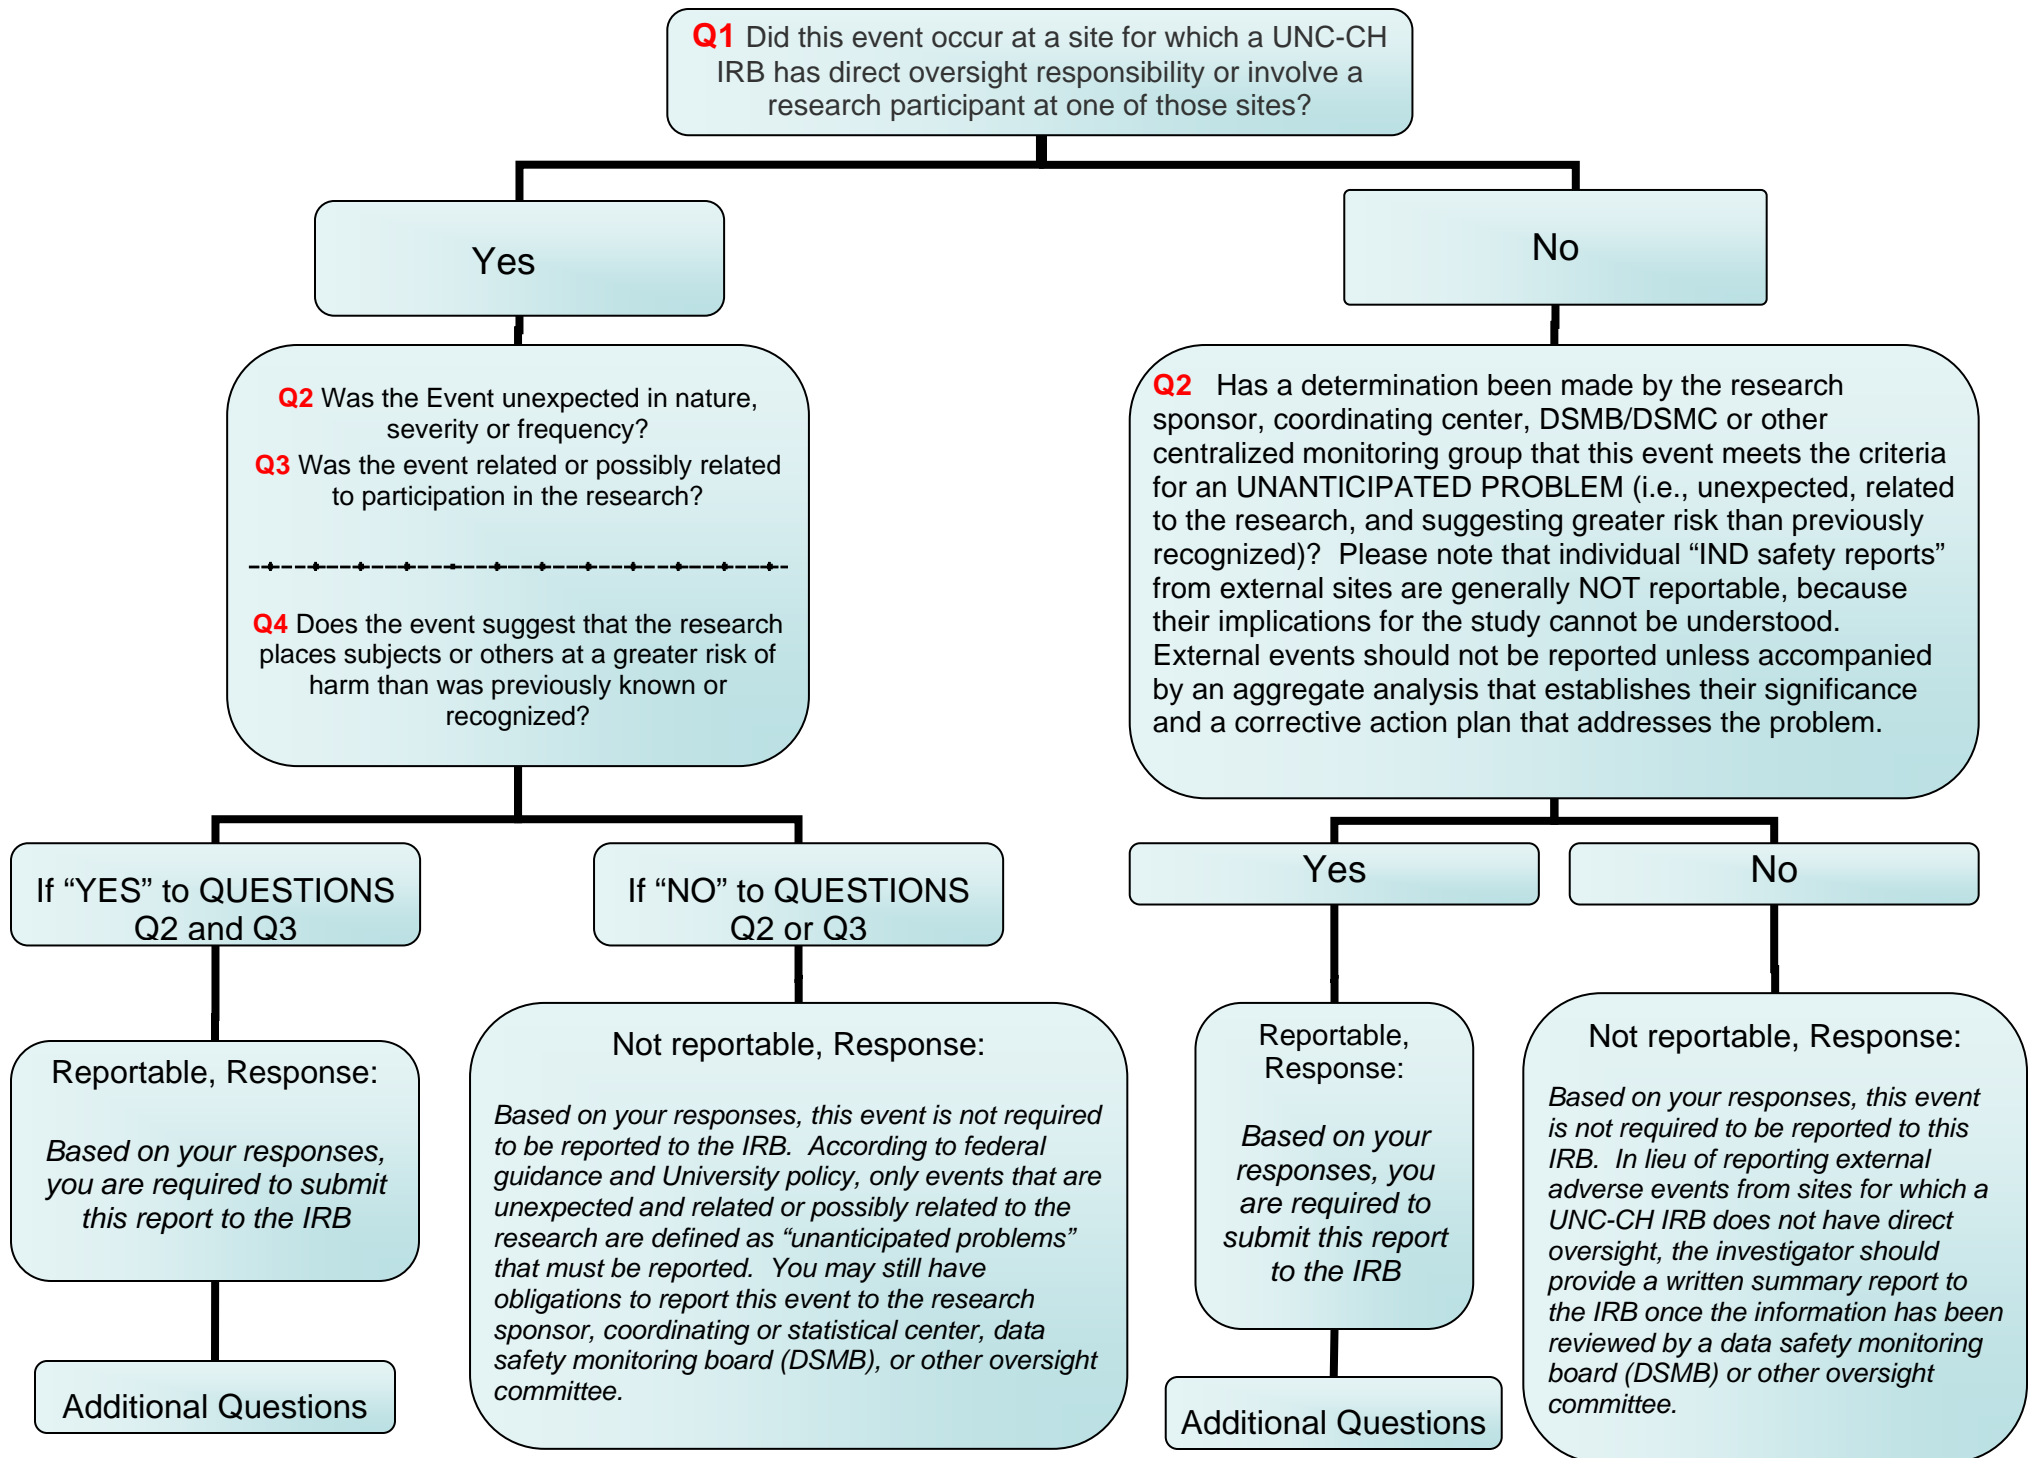 Q1 Did this event occur at a site for which a UNC-CH
IRB has direct oversight responsibility or involve a
research participant at one of those sites?
Yes
No
Q2 Was the Event unexpected in nature,
severity or frequency?
Q3 Was the event related or possibly related
to participation in the research?
Q4 Does the event suggest that the research
places subjects or others at a greater risk of
harm than was previously known or
recognized?
Q2 Has a determination been made by the research
sponsor, coordinating center, DSMB/DSMC or other
centralized monitoring group that this event meets the criteria
for an UNANTICIPATED PROBLEM (i.e., unexpected, related
to the research, and suggesting greater risk than previously
recognized)? Please note that individual “IND safety reports”
from external sites are generally NOT reportable, because
their implications for the study cannot be understood.
External events should not be reported unless accompanied
by an aggregate analysis that establishes their significance
and a corrective action plan that addresses the problem.
If “YES” to QUESTIONS
Q2 and Q3
If “NO” to QUESTIONS
Q2 or Q3
Yes
No
Reportable, Response:
Based on your responses,
you are required to submit
this report to the IRB
Additional Questions
Not reportable, Response:
Based on your responses, this event is not required
to be reported to the IRB. According to federal
guidance and University policy, only events that are
unexpected and related or possibly related to the
research are defined as “unanticipated problems”
that must be reported. You may still have
obligations to report this event to the research
sponsor, coordinating or statistical center, data
safety monitoring board (DSMB), or other oversight
committee.
Reportable,
Response:
Based on your
responses, you
are required to
submit this report
to the IRB
Additional Questions
Not reportable, Response:
Based on your responses, this event
is not required to be reported to this
IRB. In lieu of reporting external
adverse events from sites for which a
UNC-CH IRB does not have direct
oversight, the investigator should
provide a written summary report to
the IRB once the information has been
reviewed by a data safety monitoring
board (DSMB) or other oversight
committee.